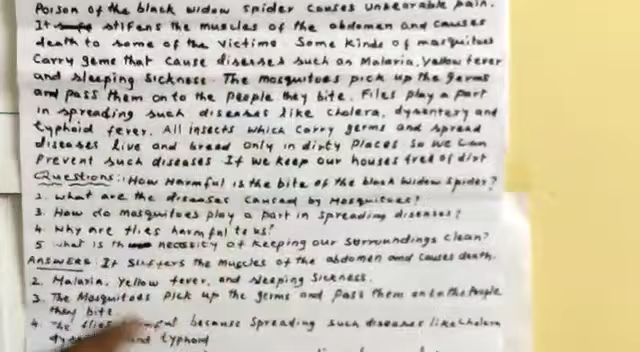 Poison of the black widow spider causes unbearable pain.
It stifens the muscles of the abdomen and causes
death to some of the victims Some kinds of mosquitoes
Carry gems that cause diseases such as Malaria, Yellow fever
and sleeping sickness. The mosquitoes pick up the germs
and pass them on to the people they bite. Flies play a part
in spreading such diseases like cholera, dysentery and
typhoid fever. All insects which carry germs and spread
diseases live and breed only in dirty places So we can
Prevent such diseases If we keep our houses free of dirt
Questions: How Harmful is the bite of the black widow spider?
2. What are the diseases caused by Mosquitoes?
3. How do mosquitoes play a part in spreading diseases?
4. Why are flies harmful to us?
5 what is the necessity of keeping our surroundings clean?
Answers It the Muscles of the abdomen and causes death.
2. Malaria, Yellow fever, and sleeping Sickness.
3. The Mosquitoes pick up the germs and pass them on to the people
they bite.
4. The flies because Spreading such diseases like cholera
and typhoid